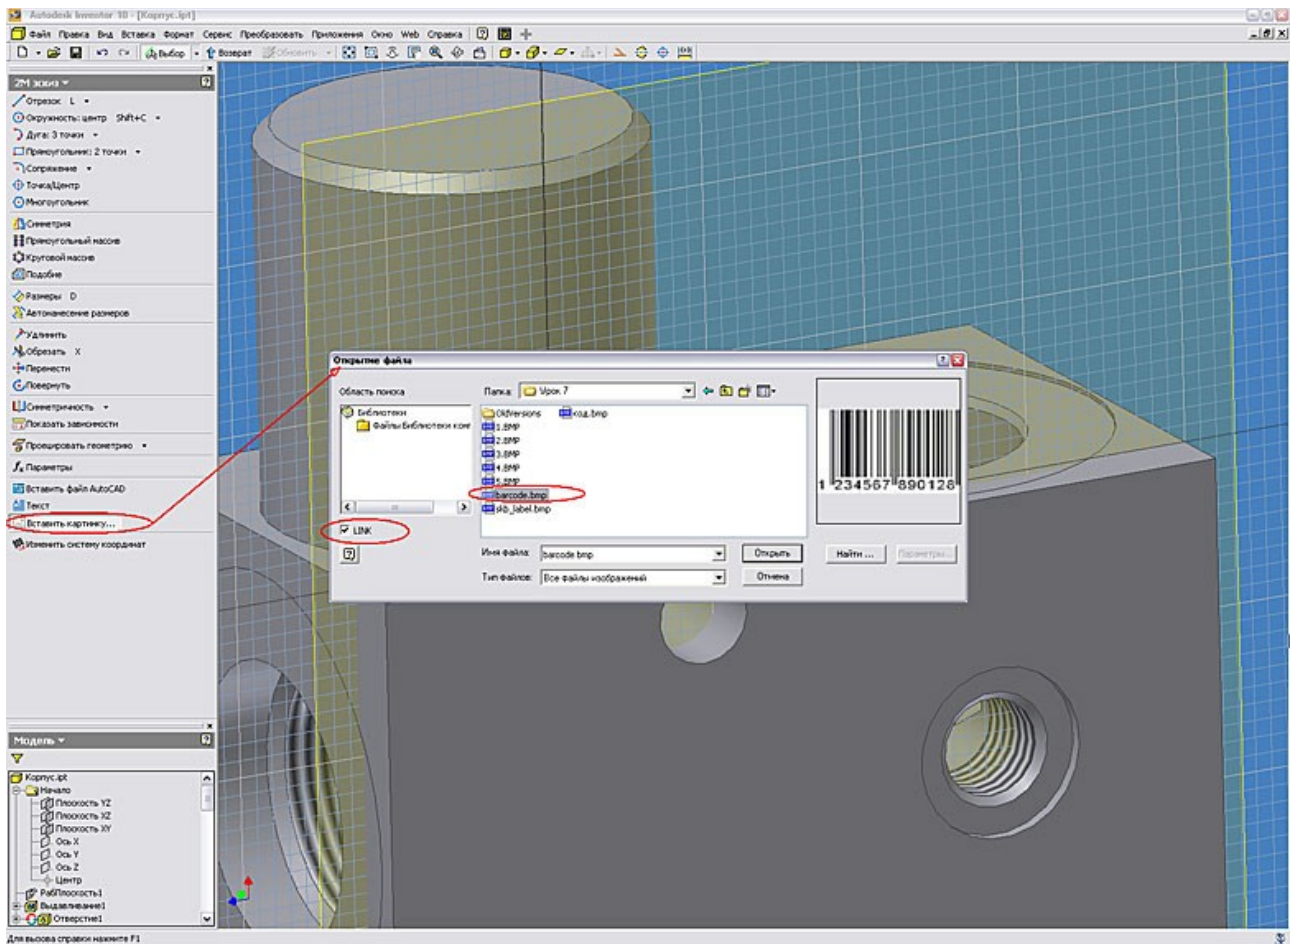 Autodesk Inventor 10 - [Корпус.ipt]
Файл Правка Вид Вставка Формат Сервис Преобразовать Приложения Окно Web Справка
Выбор Возврат Обновить
2М эскиз
Отрезок L
Окружность: центр Shift+C
Дуга: 3 точки
Прямоугольник: 2 точки
Сопряжение
Точка/Центр
Многоугольник
Симметрия
Прямоугольный массив
Круговой массив
Подобие
Размеры D
Автонанесение размеров
Удлинить
Обрезать X
Перенести
Повернуть
Симметричность
Показать зависимости
Проецировать геометрию
Параметры
Вставить файл AutoCAD
Текст
Вставить картинку...
Изменить систему координат
Открытие файла
Область поиска
Папка: Урок 7
Библиотеки
Файлы Библиотеки комп
OldVersions код.bmp
1.BMP
2.BMP
3.BMP
4.BMP
5.BMP
barcode.bmp
skb_label.bmp
1 234567 890128
LINK
Имя файла: barcode.bmp Открыть Найти ... Параметры...
Тип файлов: Все файлы изображений Отмена
Модель
Корпус.ipt
Начало
Плоскость YZ
Плоскость XZ
Плоскость XY
Ось X
Ось Y
Ось Z
Центр
РабПлоскость1
Выдавливание1
Отверстие1
Для вызова справки нажмите F1